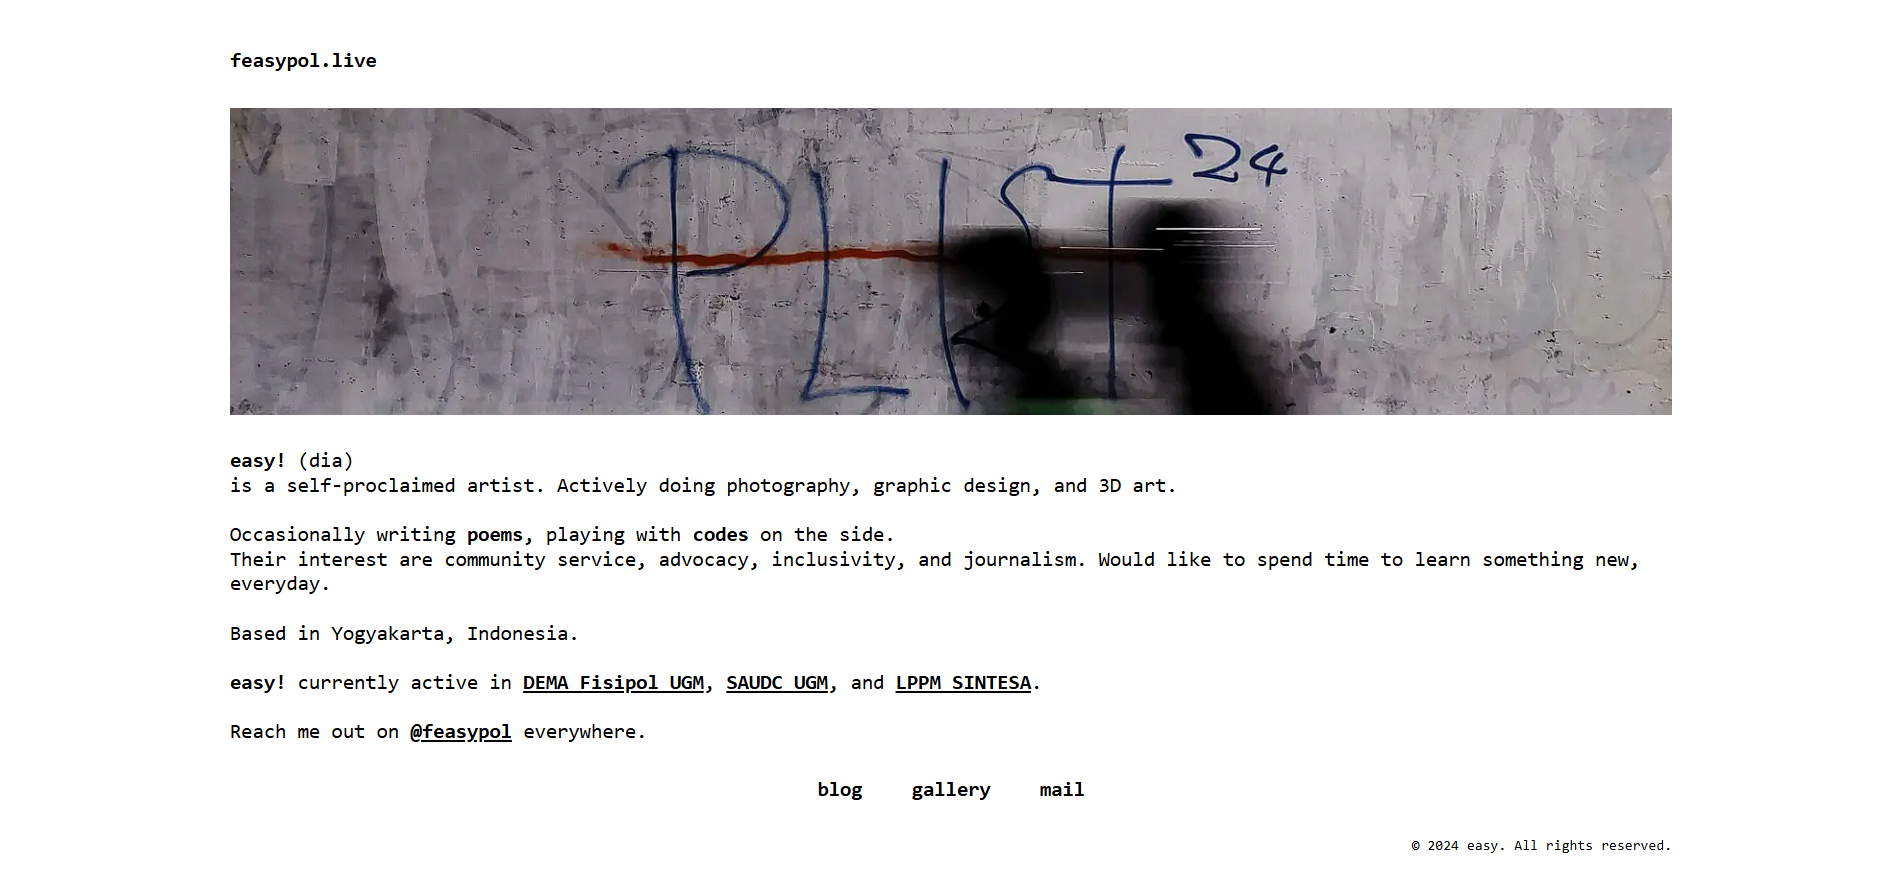 feasypol.live
24
easy! (dia)
is a self-proclaimed artist. Actively doing photography, graphic design, and 3D art.
Occasionally writing poems, playing with codes on the side.
Their interest are community service, advocacy, inclusivity, and journalism. Would like to spend time to learn something new,
everyday.
Based in Yogyakarta, Indonesia.
easy! currently active in DEMA Fisipol UGM, SAUDC UGM, and LPPM SINTESA.
Reach me out on @feasypol everywhere.
blog gallery mail
© 2024 easy. All rights reserved.